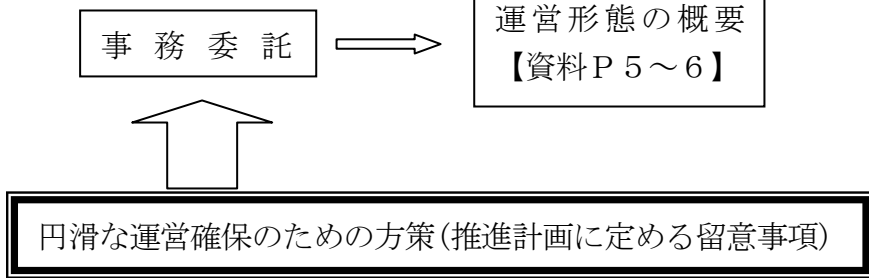 運営形態の概要
事務委託
【資料Ｐ５～６】
円滑な運営確保のための方策(推進計画に定める留意事項)